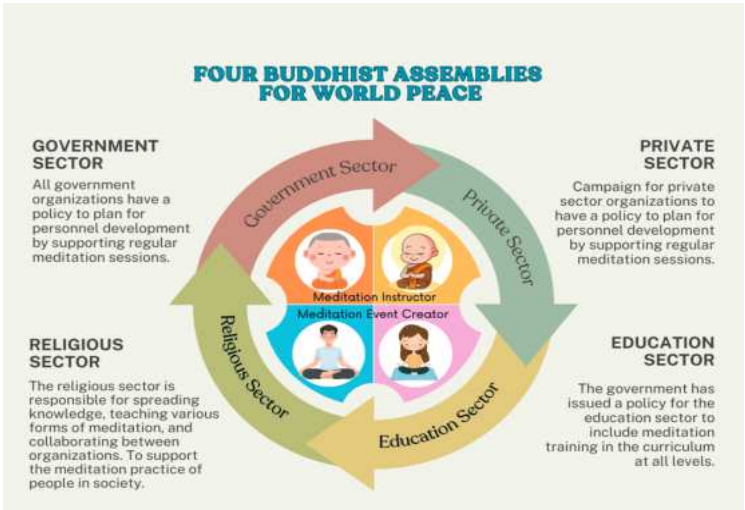 FOUR BUDDHIST ASSEMBLIES
FOR WORLD PEACE
GOVERNMENT
SECTOR
All government
organizations have a
policy to plan for
personnel development
by supporting regular
meditation sessions.
PRIVATE
SECTOR
Campaign for private
sector organizations to
have a policy to plan for
personnel development
by supporting regular
meditation sessions.
Government Sector
Private Sector
Meditation Instructor
Meditation Event Creator
Religious Sector
Education Sector
RELIGIOUS
SECTOR
The religious sector is
responsible for spreading
knowledge, teaching various
forms of meditation, and
collaborating between
organizations. To support
the meditation practice of
people in society.
EDUCATION
SECTOR
The government has
issued a policy for the
education sector to
include meditation
training in the curriculum
at all levels.